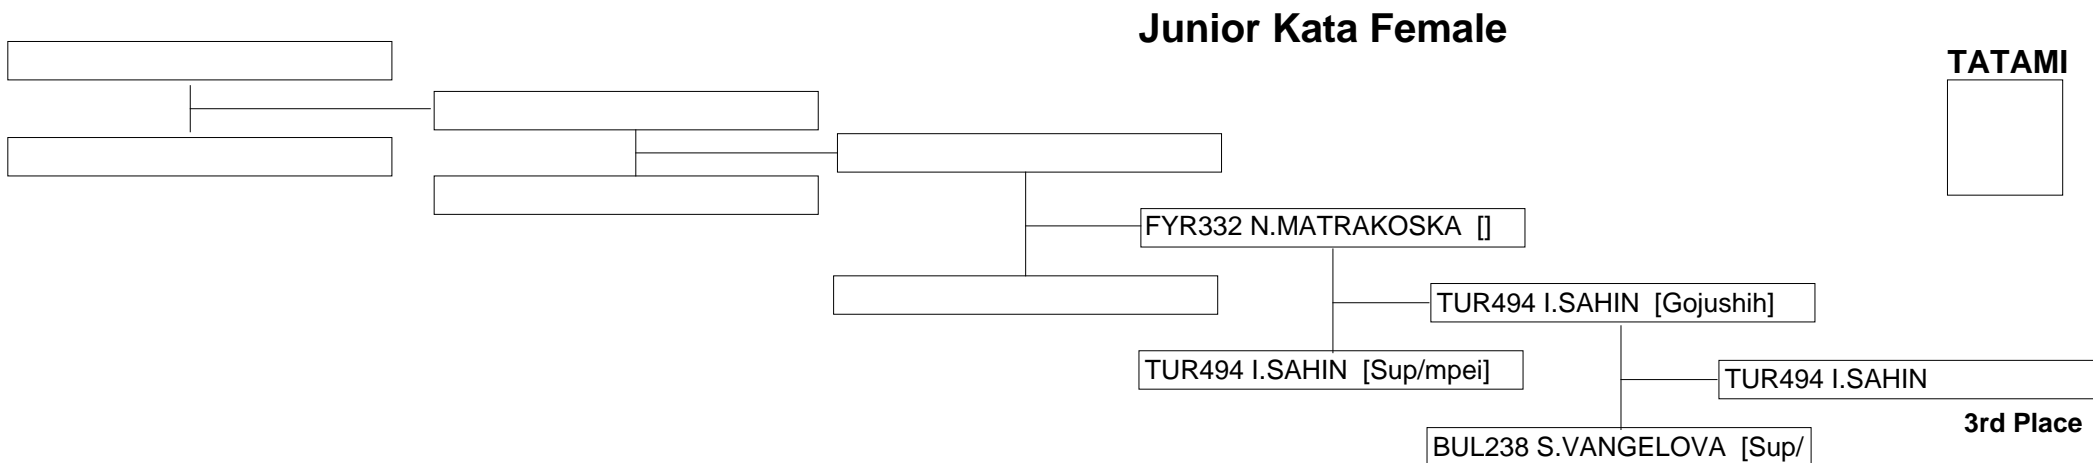 Junior Kata Female
TATAMI
FYR332 N.MATRAKOSKA []
TUR494 I.SAHIN [Gojushih]
TUR494 I.SAHIN [Sup/mpei]
TUR494 I.SAHIN
3rd Place
BUL238 S.VANGELOVA [Sup/